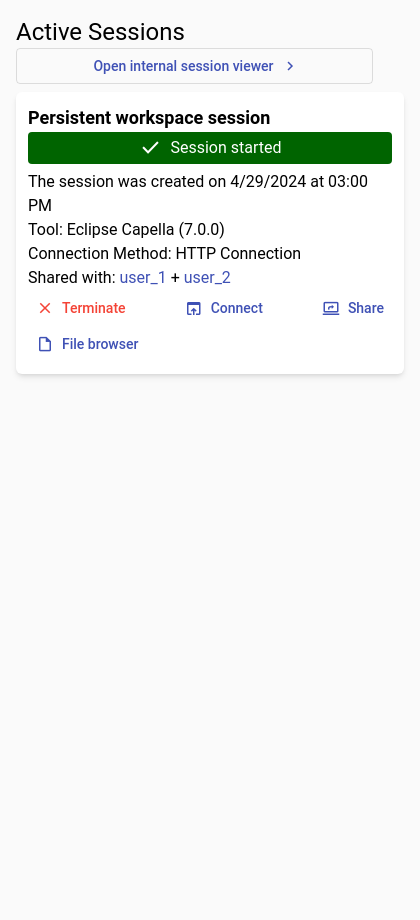 Active Sessions
Open internal session viewer
Persistent workspace session
Session started
The session was created on 4/29/2024 at 03:00
PM
Tool: Eclipse Capella (7.0.0)
Connection Method: HTTP Connection
Shared with: user_1 + user_2
Terminate Connect Share
File browser